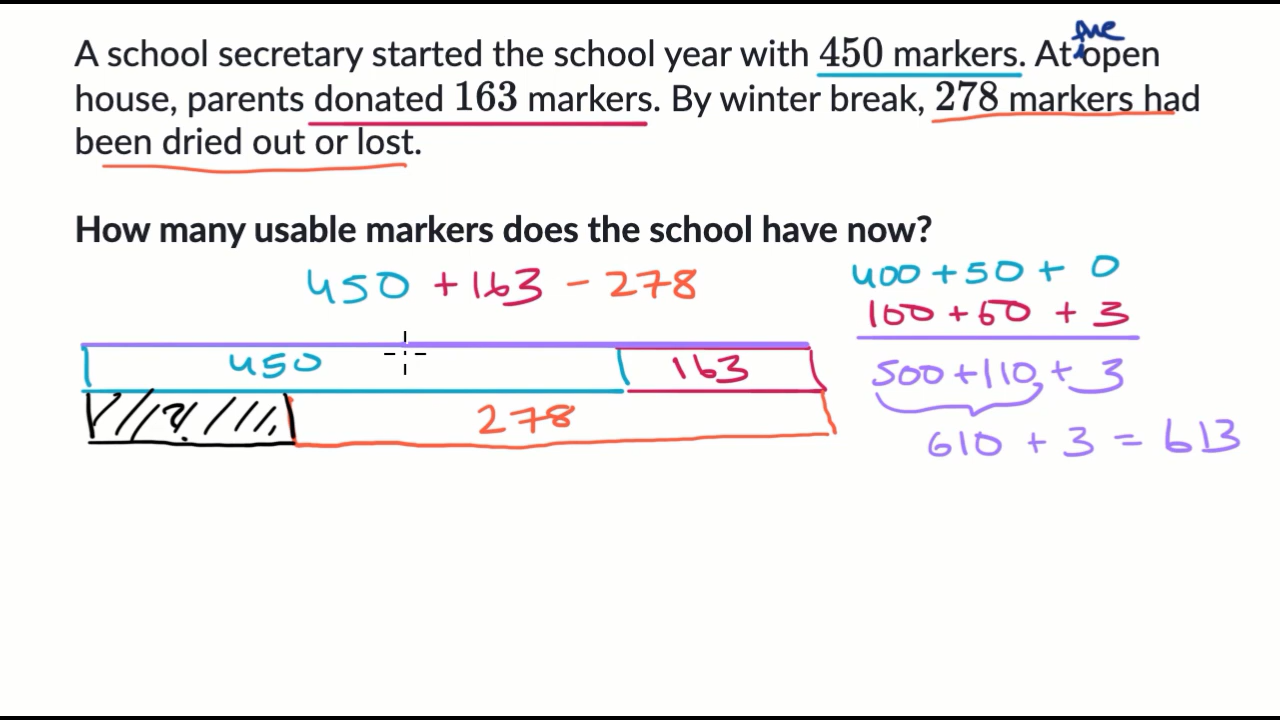 A school secretary started the school year with 450 markers. At the open
house, parents donated 163 markers. By winter break, 278 markers had
been dried out or lost.
How many usable markers does the school have now?
450 + 163 - 278
450 163
? 278
400 + 50 + 0
100 + 60 + 3
500 + 110 + 3
610 + 3 = 613